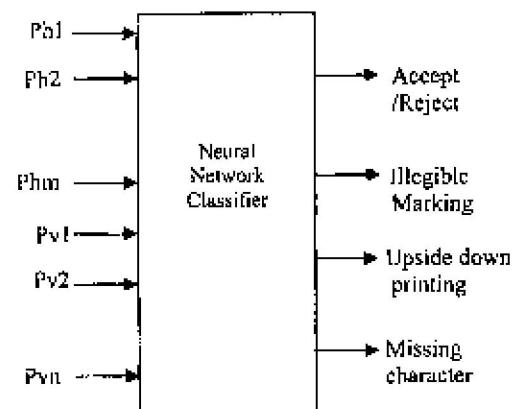 Ph1
Ph2
Phm
Pv1
Pv2
Pvn
Neural
Network
Classifier
Accept
/Reject
Illegible
Marking
Upside down
printing
Missing
character